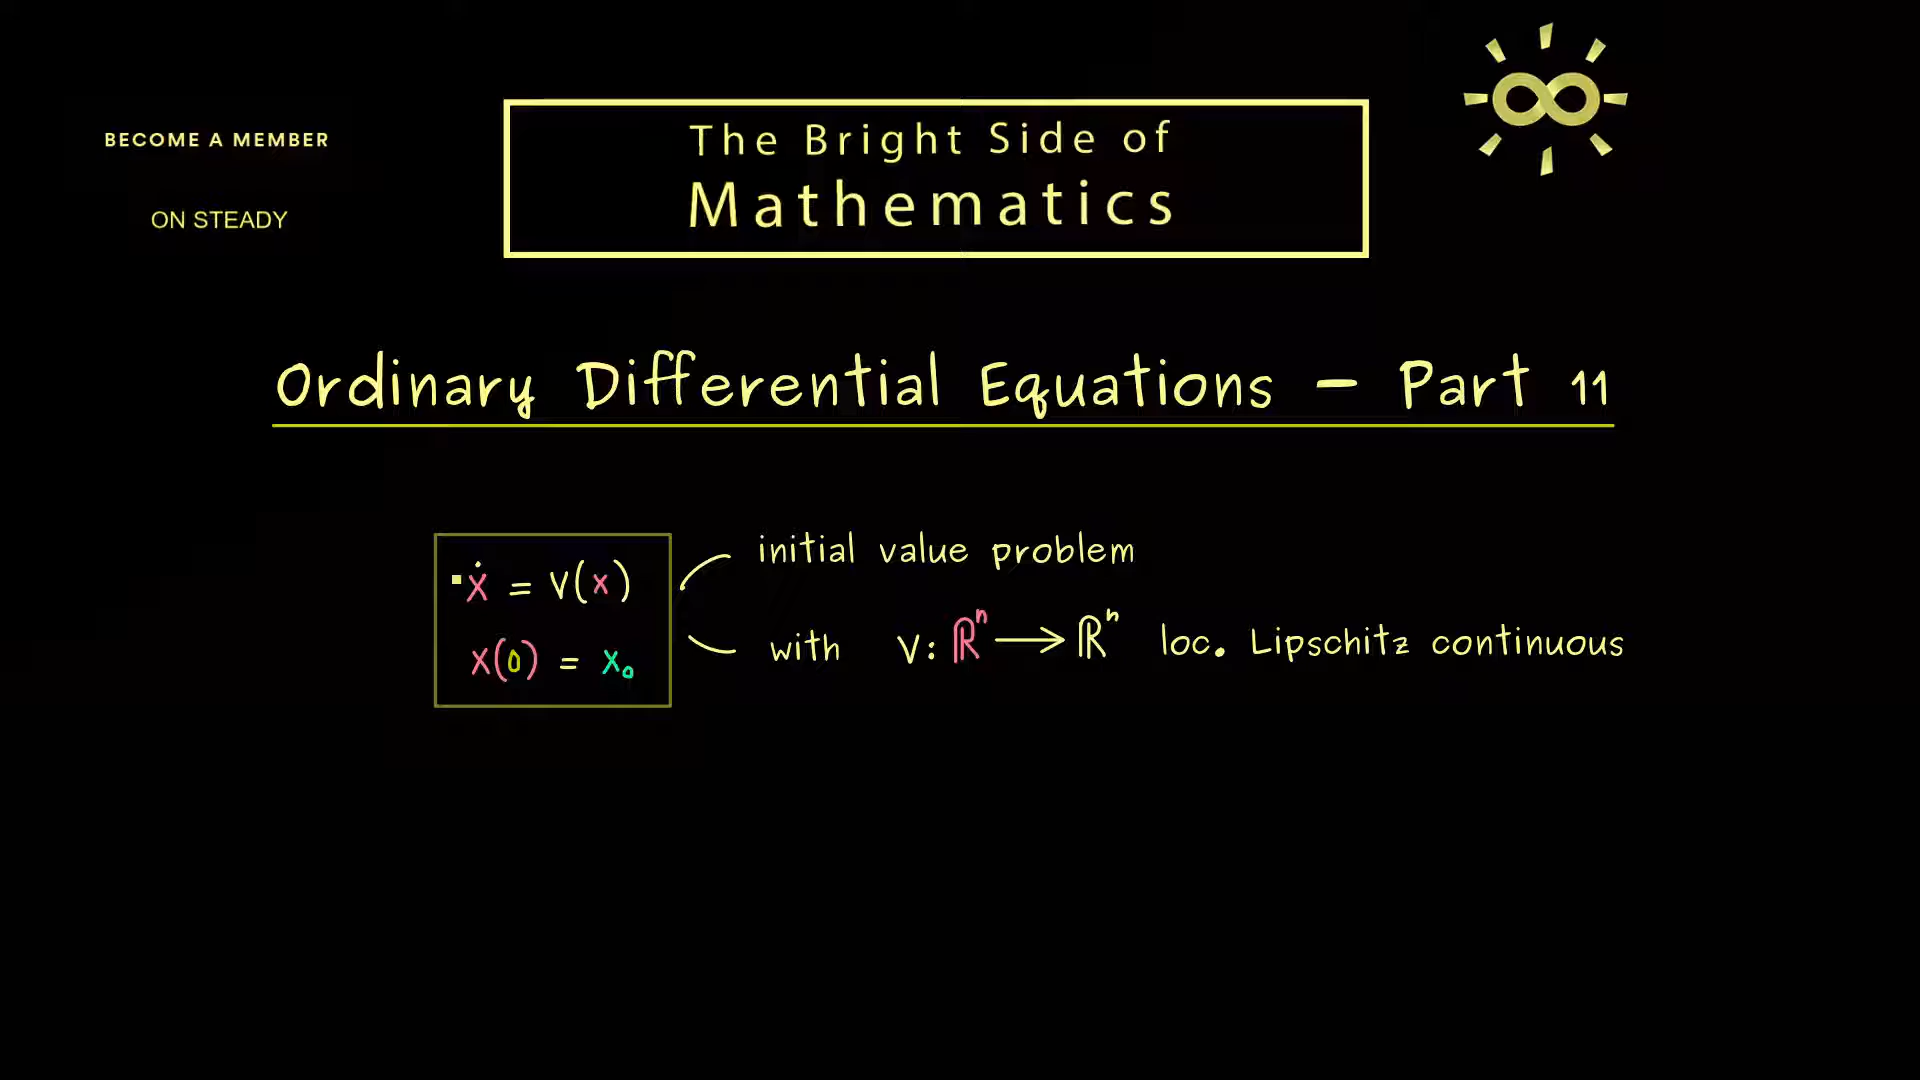 BECOME A MEMBER
ON STEADY
The Bright Side of
Mathematics
Ordinary Differential Equations – Part 11
ẋ = v(x)
x(0) = x₀
initial value problem
with v: ℝⁿ ⟶ ℝⁿ loc. Lipschitz continuous